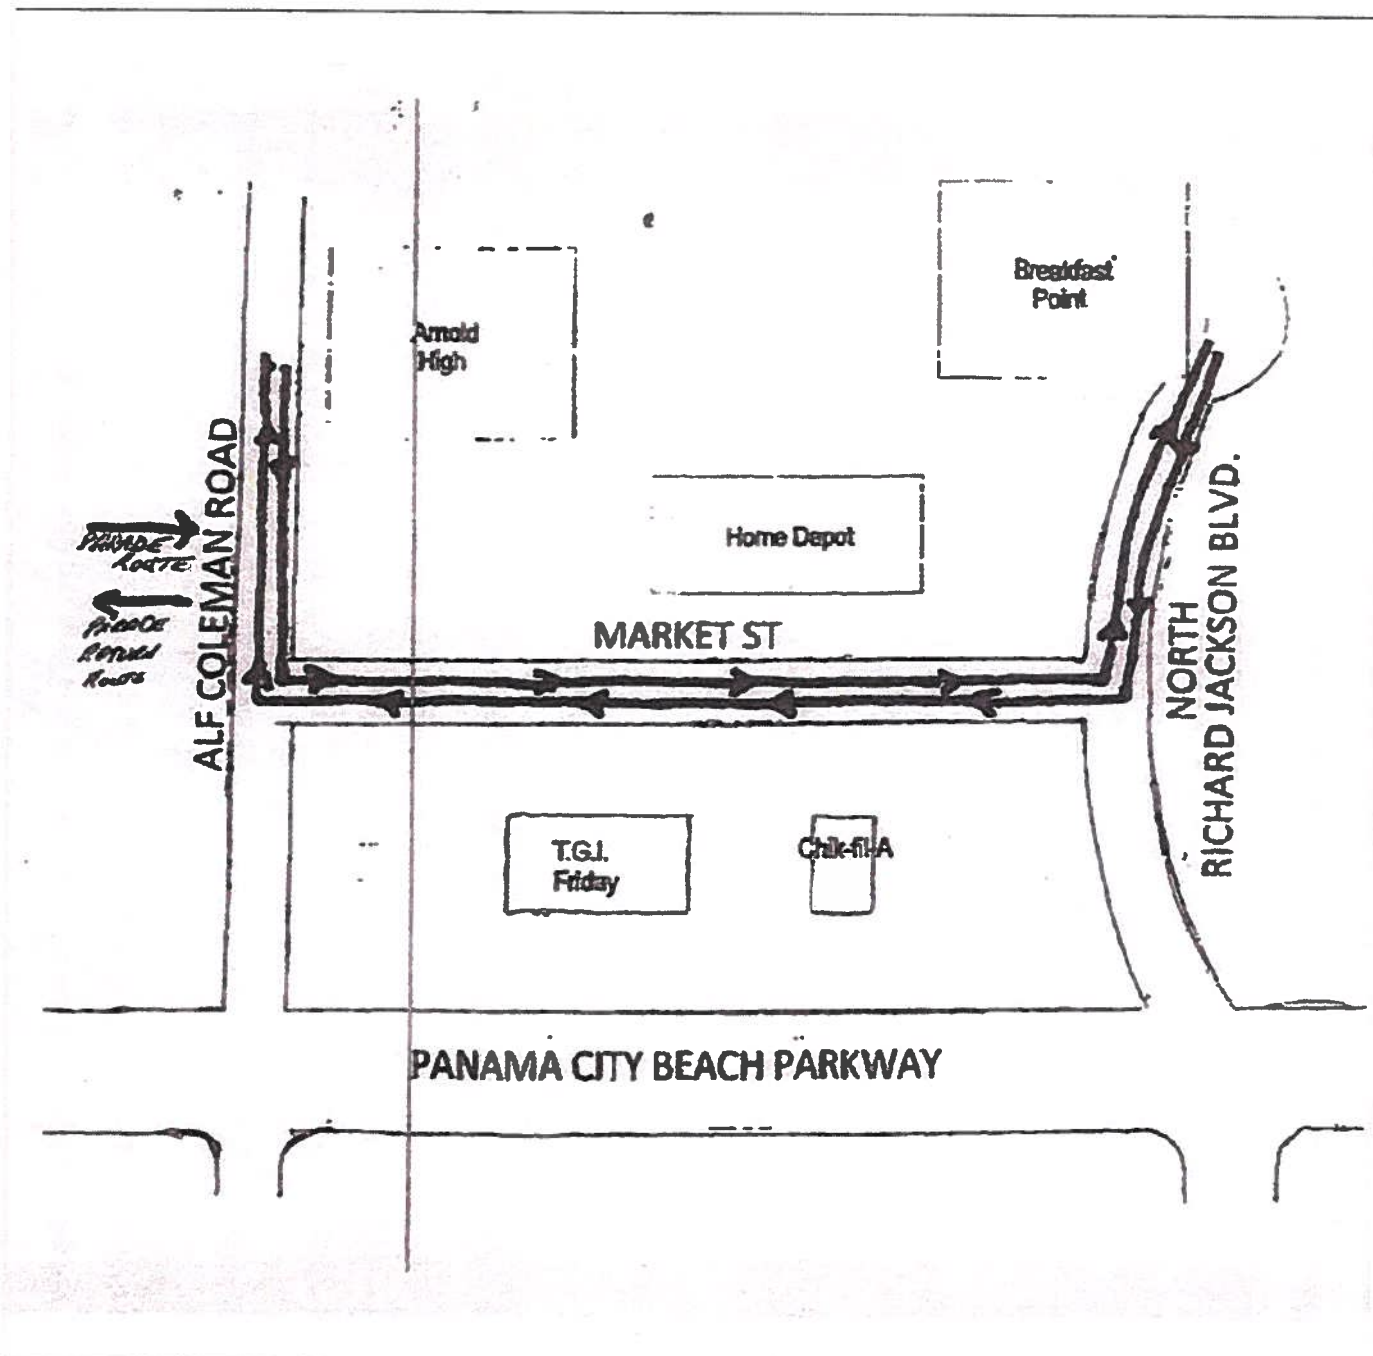 Breakfast
Point
Arnold
High
ALF COLEMAN ROAD
PARADE
ROUTE
PARADE
RETURN
ROUTE
Home Depot
MARKET ST
NORTH
RICHARD JACKSON BLVD.
T.G.I.
Friday
Chik-fil-A
PANAMA CITY BEACH PARKWAY